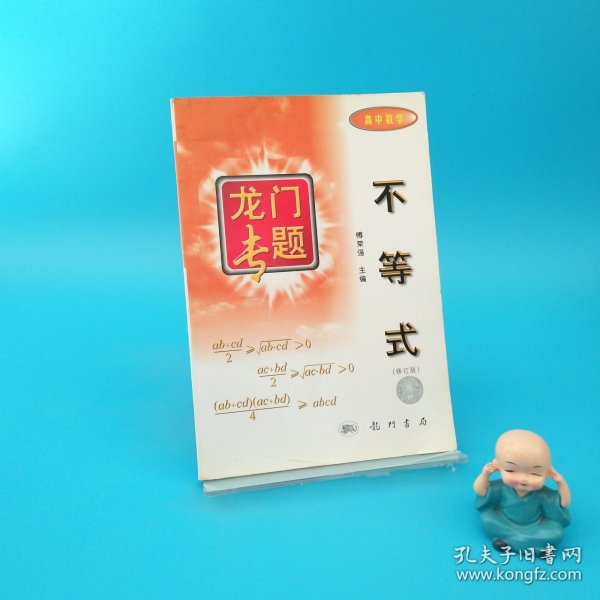 高中数学
龙门
专题
不等式
傅荣强 主编
(ab+cd)/2 ≥ √(ab·cd) >0
(ac+bd)/2 ≥ √(ac·bd) >0
(ab+cd)(ac+bd)/4 ≥ abcd
(修订版)
龍門書局
孔夫子旧書网
www.kongfz.com